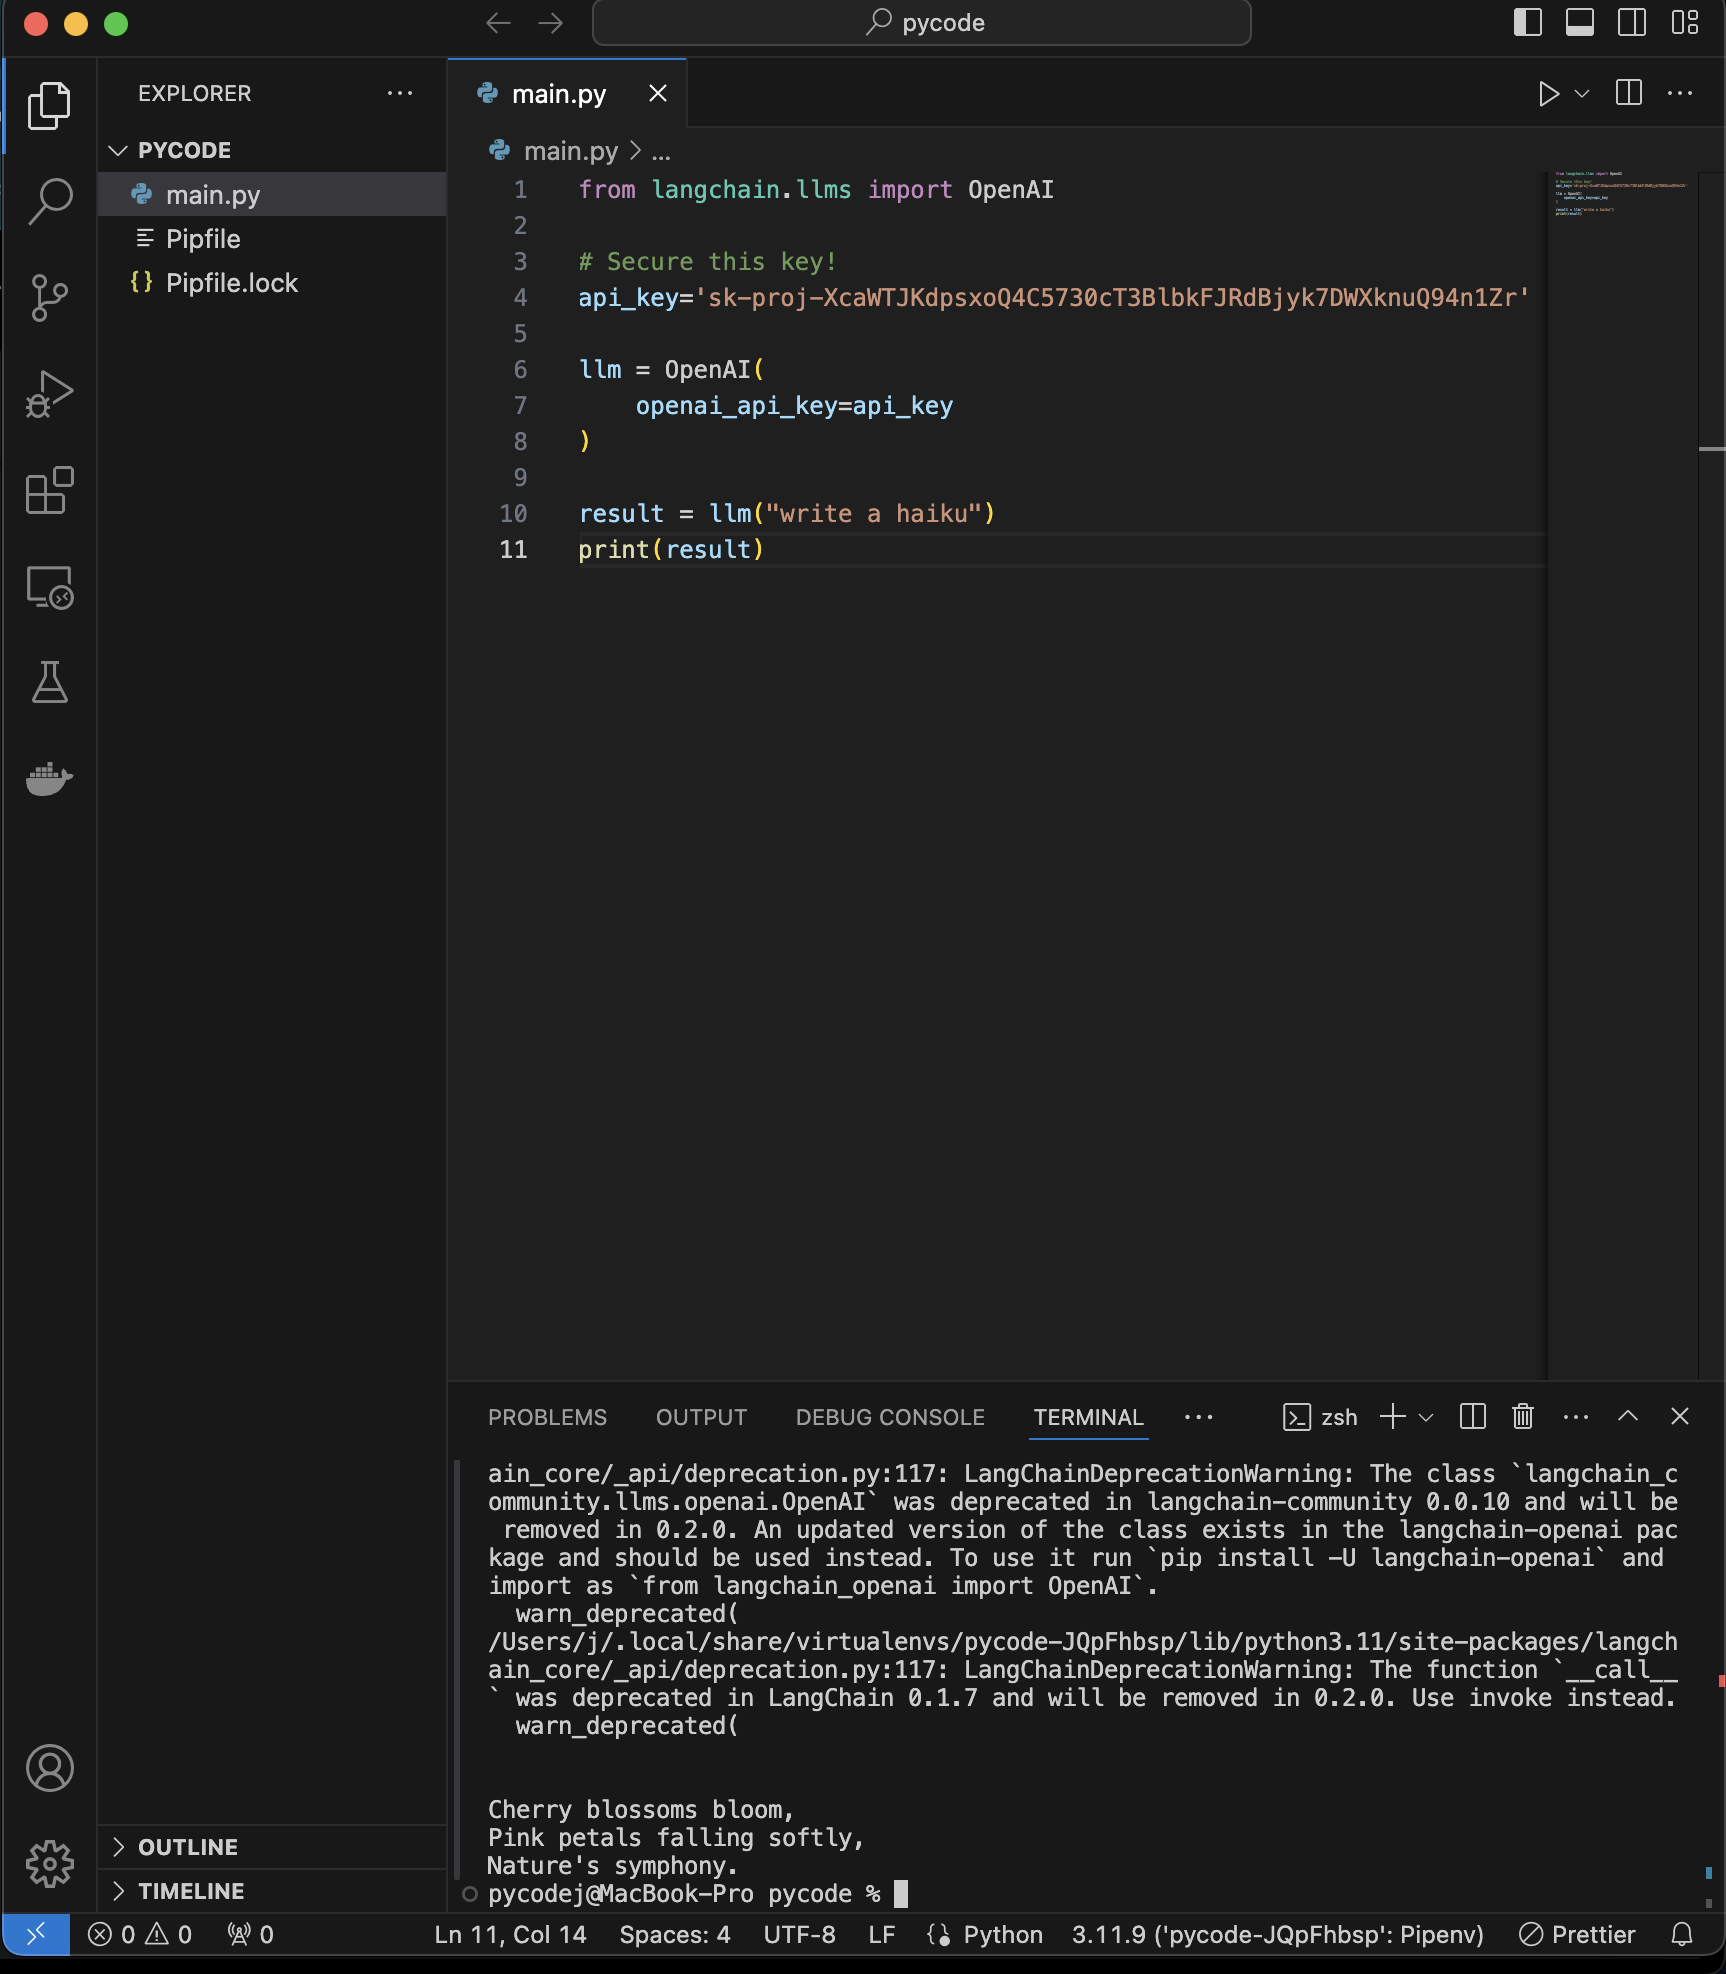 pycode
EXPLORER
PYCODE
main.py
Pipfile
{} Pipfile.lock
OUTLINE
TIMELINE
main.py
main.py > ...
1 from langchain.llms import OpenAI
2
3 # Secure this key!
4 api_key='sk-proj-XcaWTJKdpsxoQ4C5730cT3BlbkFJRdBjyk7DWXknuQ94n1Zr'
5
6 llm = OpenAI(
7     openai_api_key=api_key
8 )
9
10 result = llm("write a haiku")
11 print(result)
PROBLEMS OUTPUT DEBUG CONSOLE TERMINAL ... zsh
ain_core/_api/deprecation.py:117: LangChainDeprecationWarning: The class `langchain_c
ommunity.llms.openai.OpenAI` was deprecated in langchain-community 0.0.10 and will be
 removed in 0.2.0. An updated version of the class exists in the langchain-openai pac
kage and should be used instead. To use it run `pip install -U langchain-openai` and
import as `from langchain_openai import OpenAI`.
  warn_deprecated(
/Users/j/.local/share/virtualenvs/pycode-JQpFhbsp/lib/python3.11/site-packages/langch
ain_core/_api/deprecation.py:117: LangChainDeprecationWarning: The function `__call__
` was deprecated in LangChain 0.1.7 and will be removed in 0.2.0. Use invoke instead.
  warn_deprecated(
Cherry blossoms bloom,
Pink petals falling softly,
Nature's symphony.
pycodej@MacBook-Pro pycode %
0 0 0 Ln 11, Col 14 Spaces: 4 UTF-8 LF Python 3.11.9 ('pycode-JQpFhbsp': Pipenv) Prettier